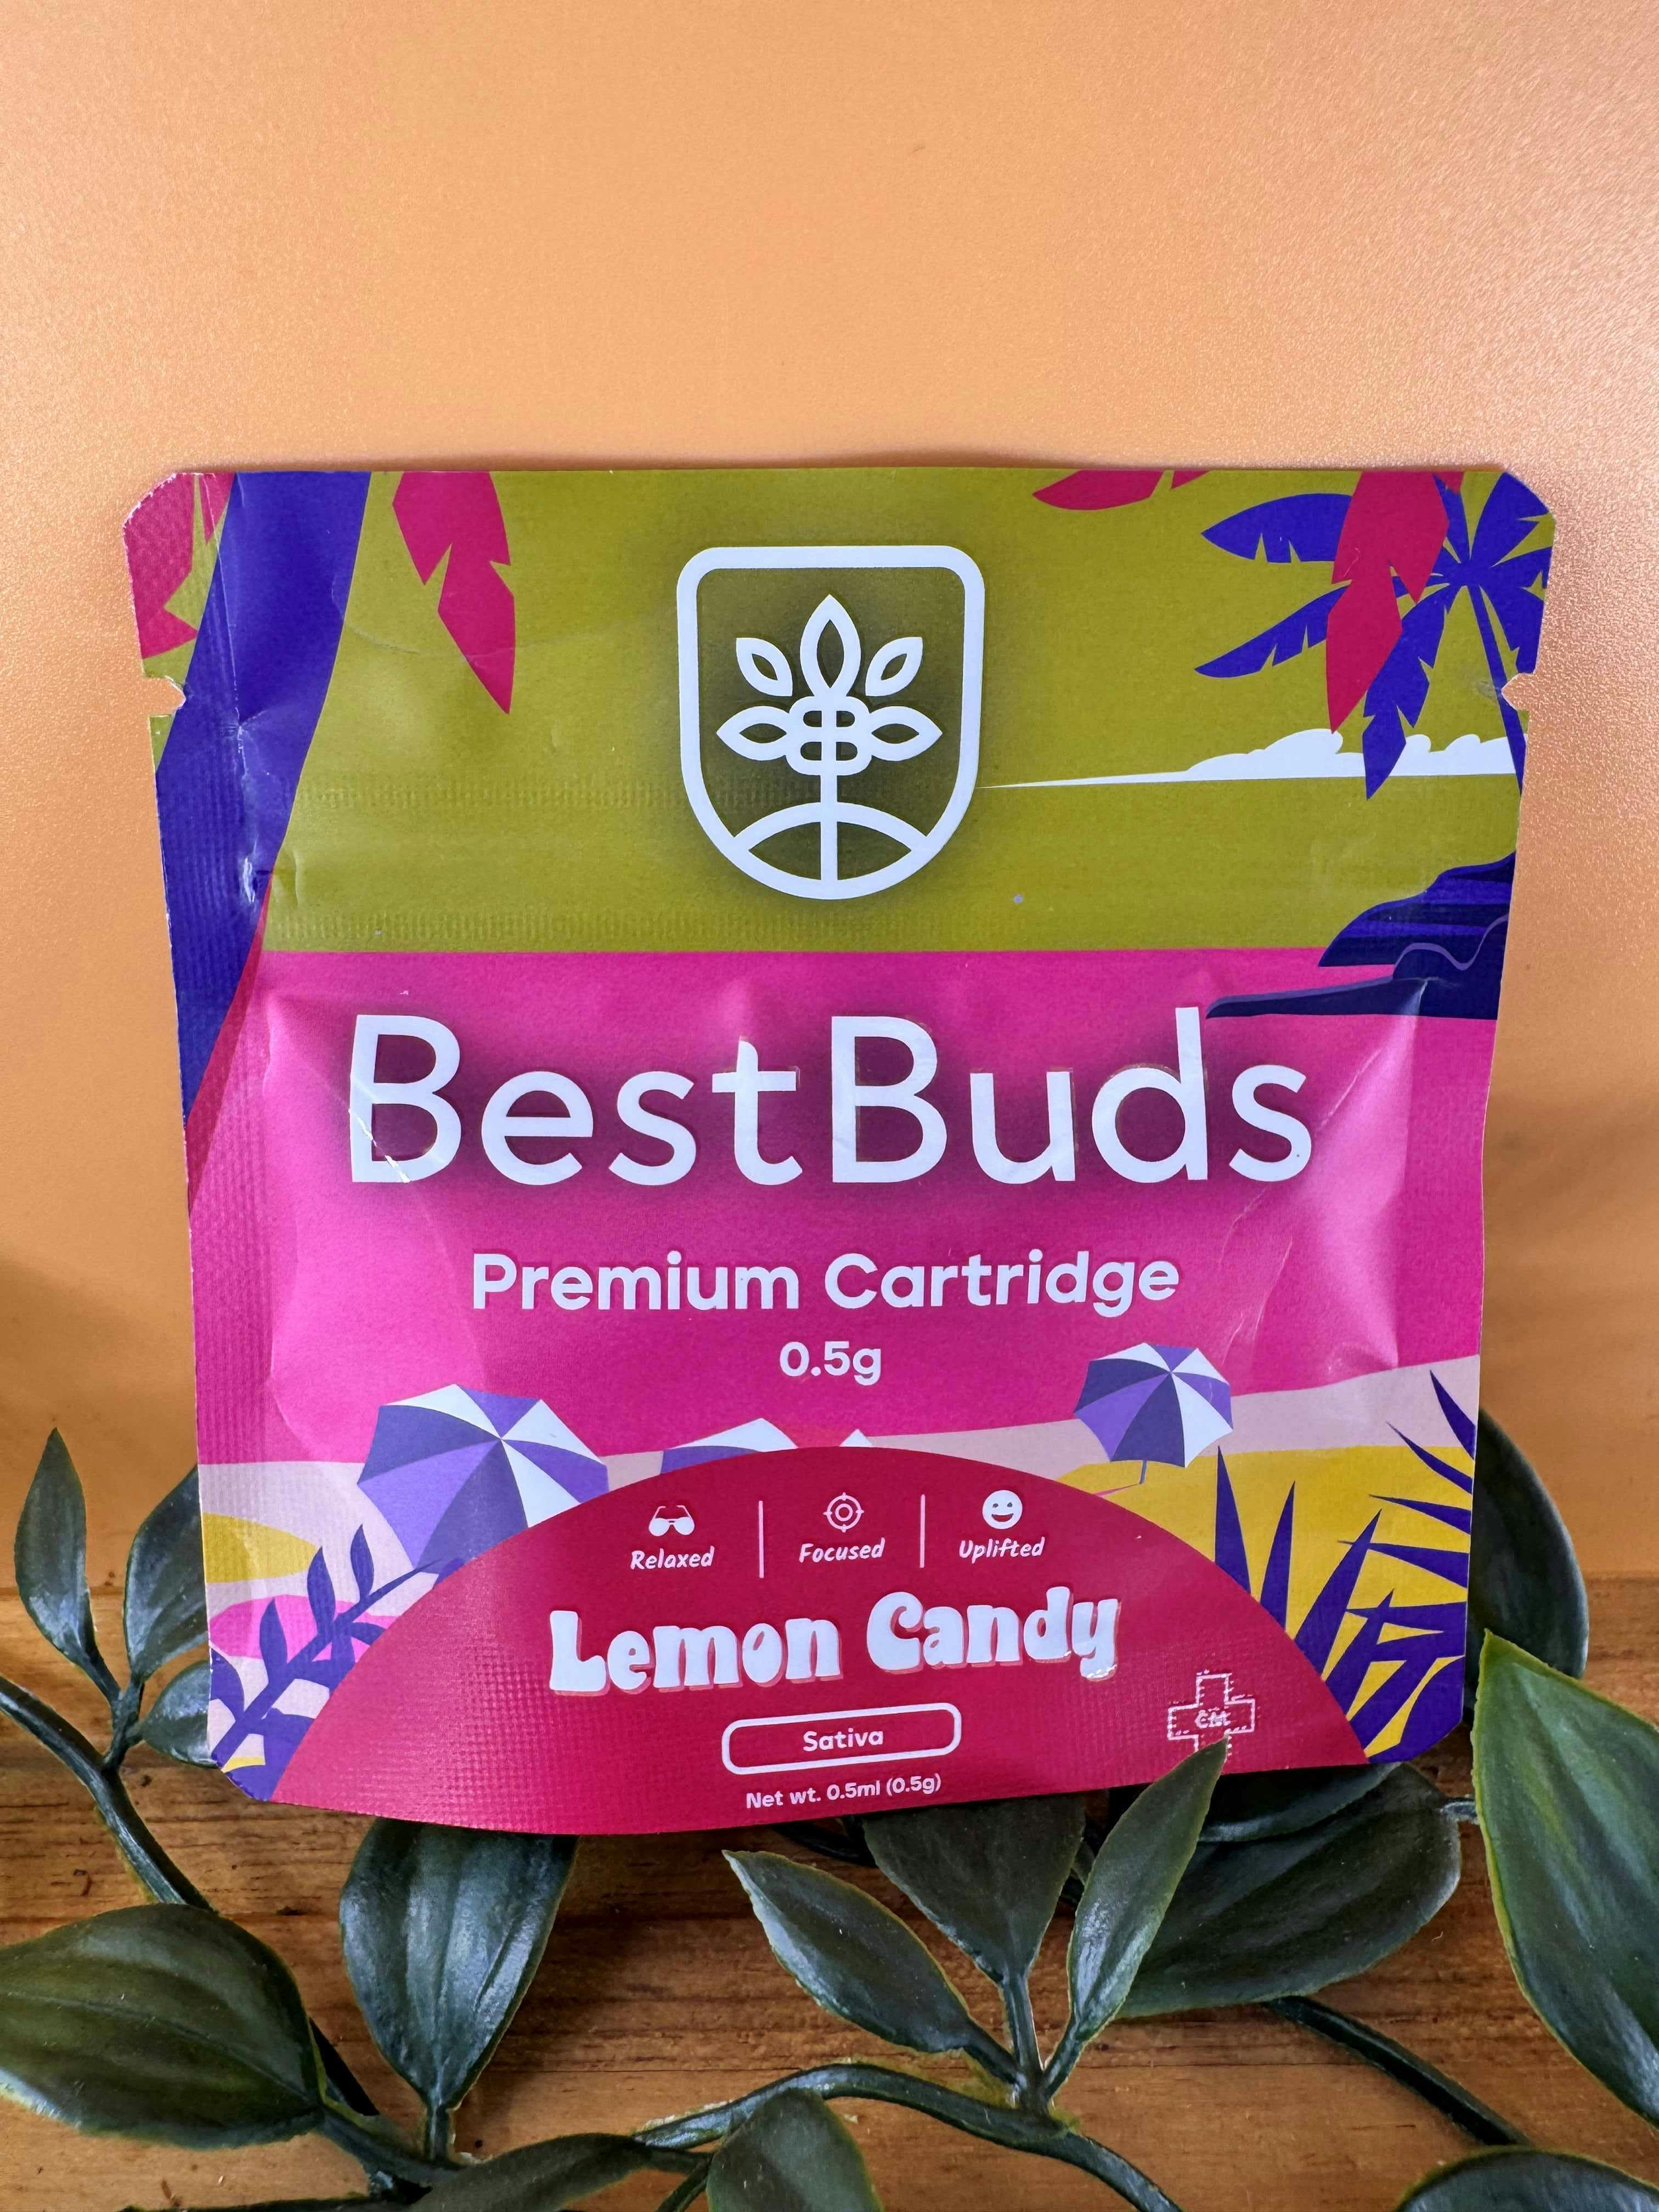 BestBuds
Premium Cartridge
0.5g
Relaxed
Focused
Uplifted
Lemon Candy
Sativa
Net wt. 0.5ml (0.5g)